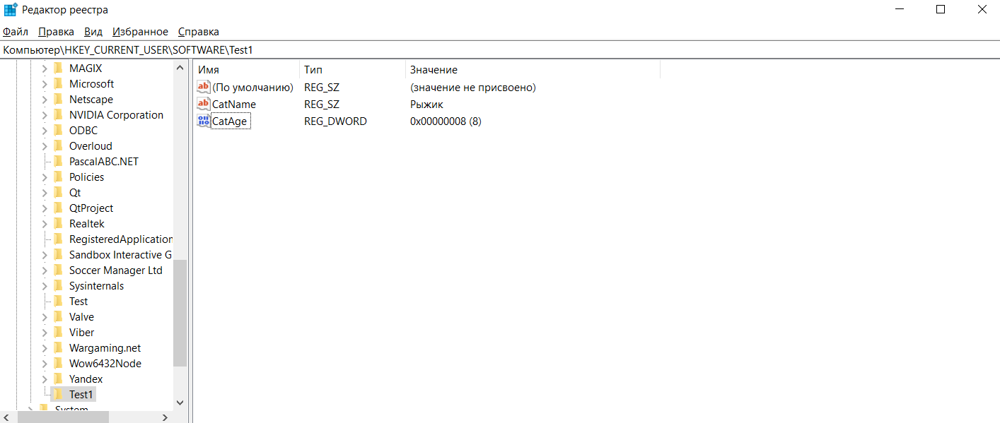 Редактор реестра
Файл Правка Вид Избранное Справка
Компьютер\HKEY_CURRENT_USER\SOFTWARE\Test1
MAGIX
Microsoft
Netscape
NVIDIA Corporation
ODBC
Overloud
PascalABC.NET
Policies
Qt
QtProject
Realtek
RegisteredApplication
Sandbox Interactive G
Soccer Manager Ltd
Sysinternals
Test
Valve
Viber
Wargaming.net
Wow6432Node
Yandex
Test1
System
Имя Тип Значение
(По умолчанию) REG_SZ (значение не присвоено)
CatName REG_SZ Рыжик
CatAge REG_DWORD 0x00000008 (8)